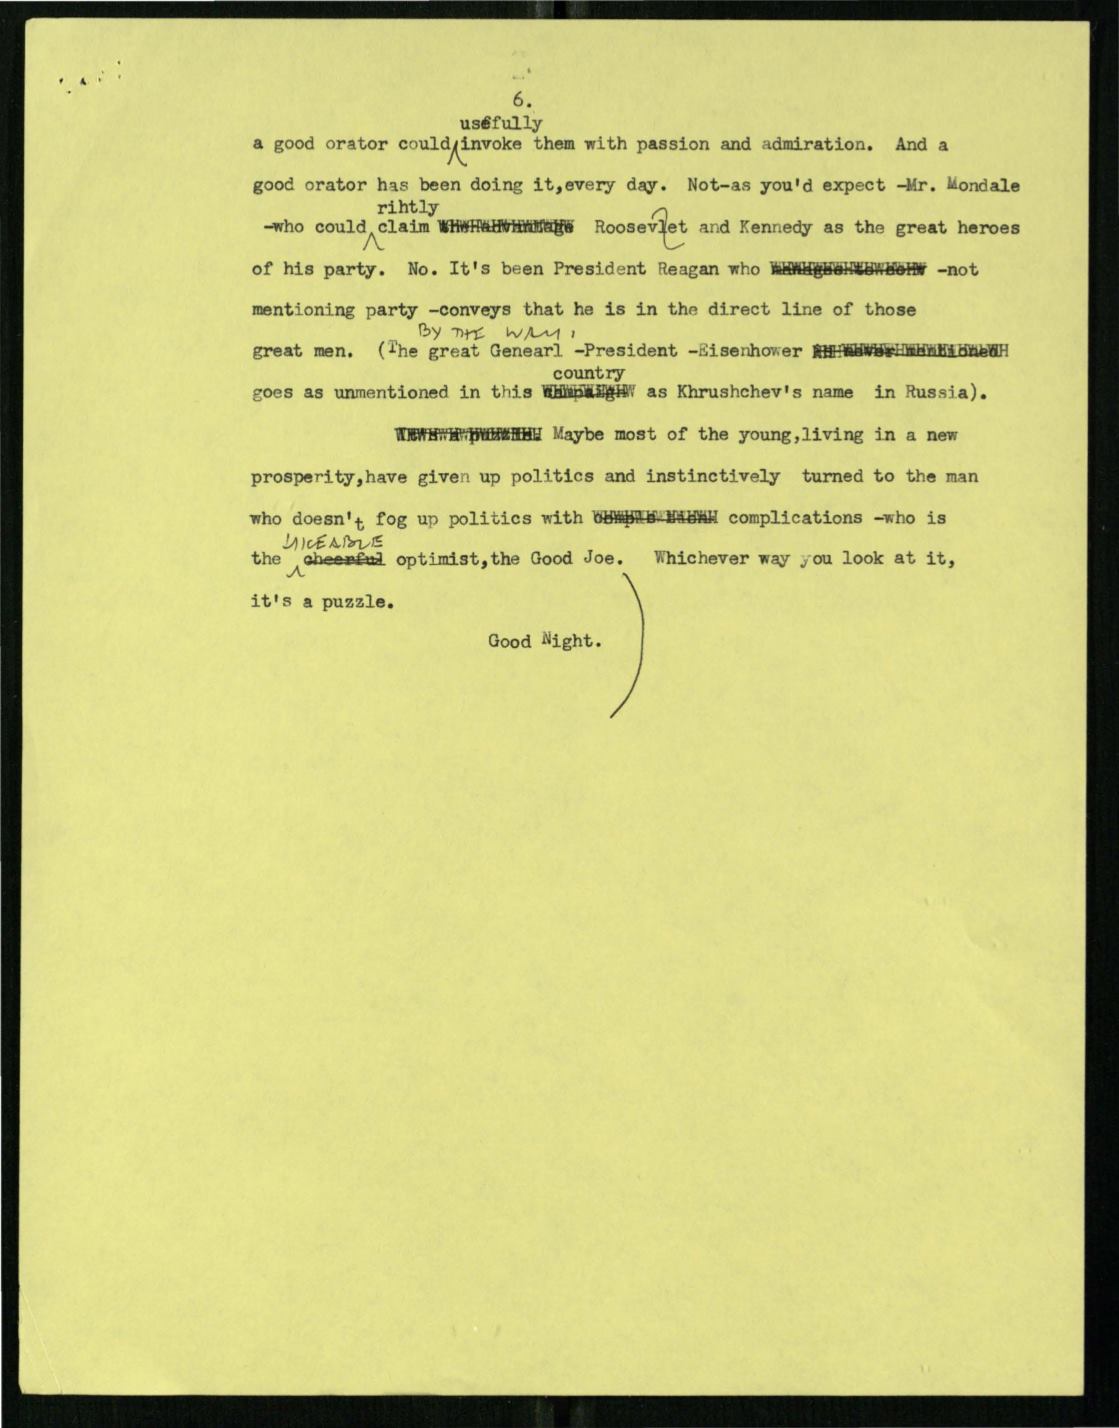 6.
usefully
a good orator could invoke them with passion and admiration. And a
good orator has been doing it,every day. Not-as you'd expect -Mr. Mondale
rihtly
-who could claim Roosevlet and Kennedy as the great heroes
of his party. No. It's been President Reagan who -not
mentioning party -conveys that he is in the direct line of those
BY THE WAY,
great men. (The great Genearl -President -Eisenhower
country
goes as unmentioned in this as Khrushchev's name in Russia).
Maybe most of the young,living in a new
prosperity,have given up politics and instinctively turned to the man
who doesn't fog up politics with complications -who is
the cheerful optimist,the Good Joe. Whichever way you look at it,
it's a puzzle.
Good Night.